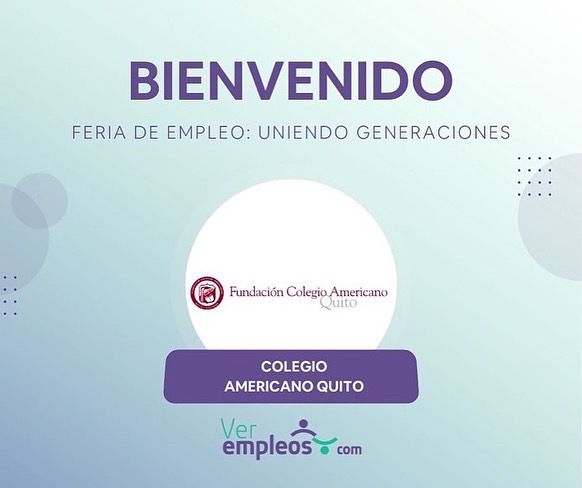 BIENVENIDO
FERIA DE EMPLEO: UNIENDO GENERACIONES
Fundación Colegio Americano
Quito
COLEGIO
AMERICANO QUITO
Ver
empleos.com